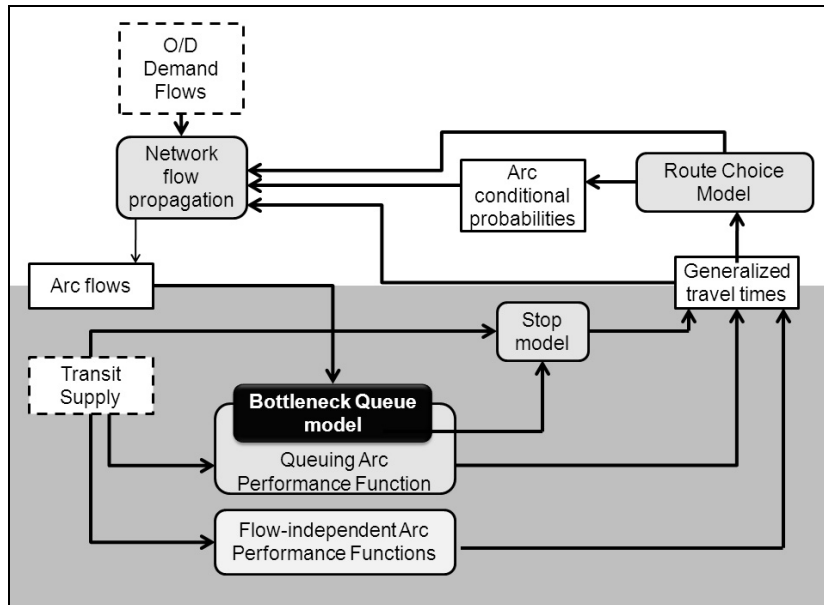 O/D
Demand
Flows
Network
flow
propagation
Arc
conditional
probabilities
Route Choice
Model
Arc flows
Generalized
travel times
Stop
model
Transit
Supply
Bottleneck Queue
model
Queuing Arc
Performance Function
Flow-independent Arc
Performance Functions